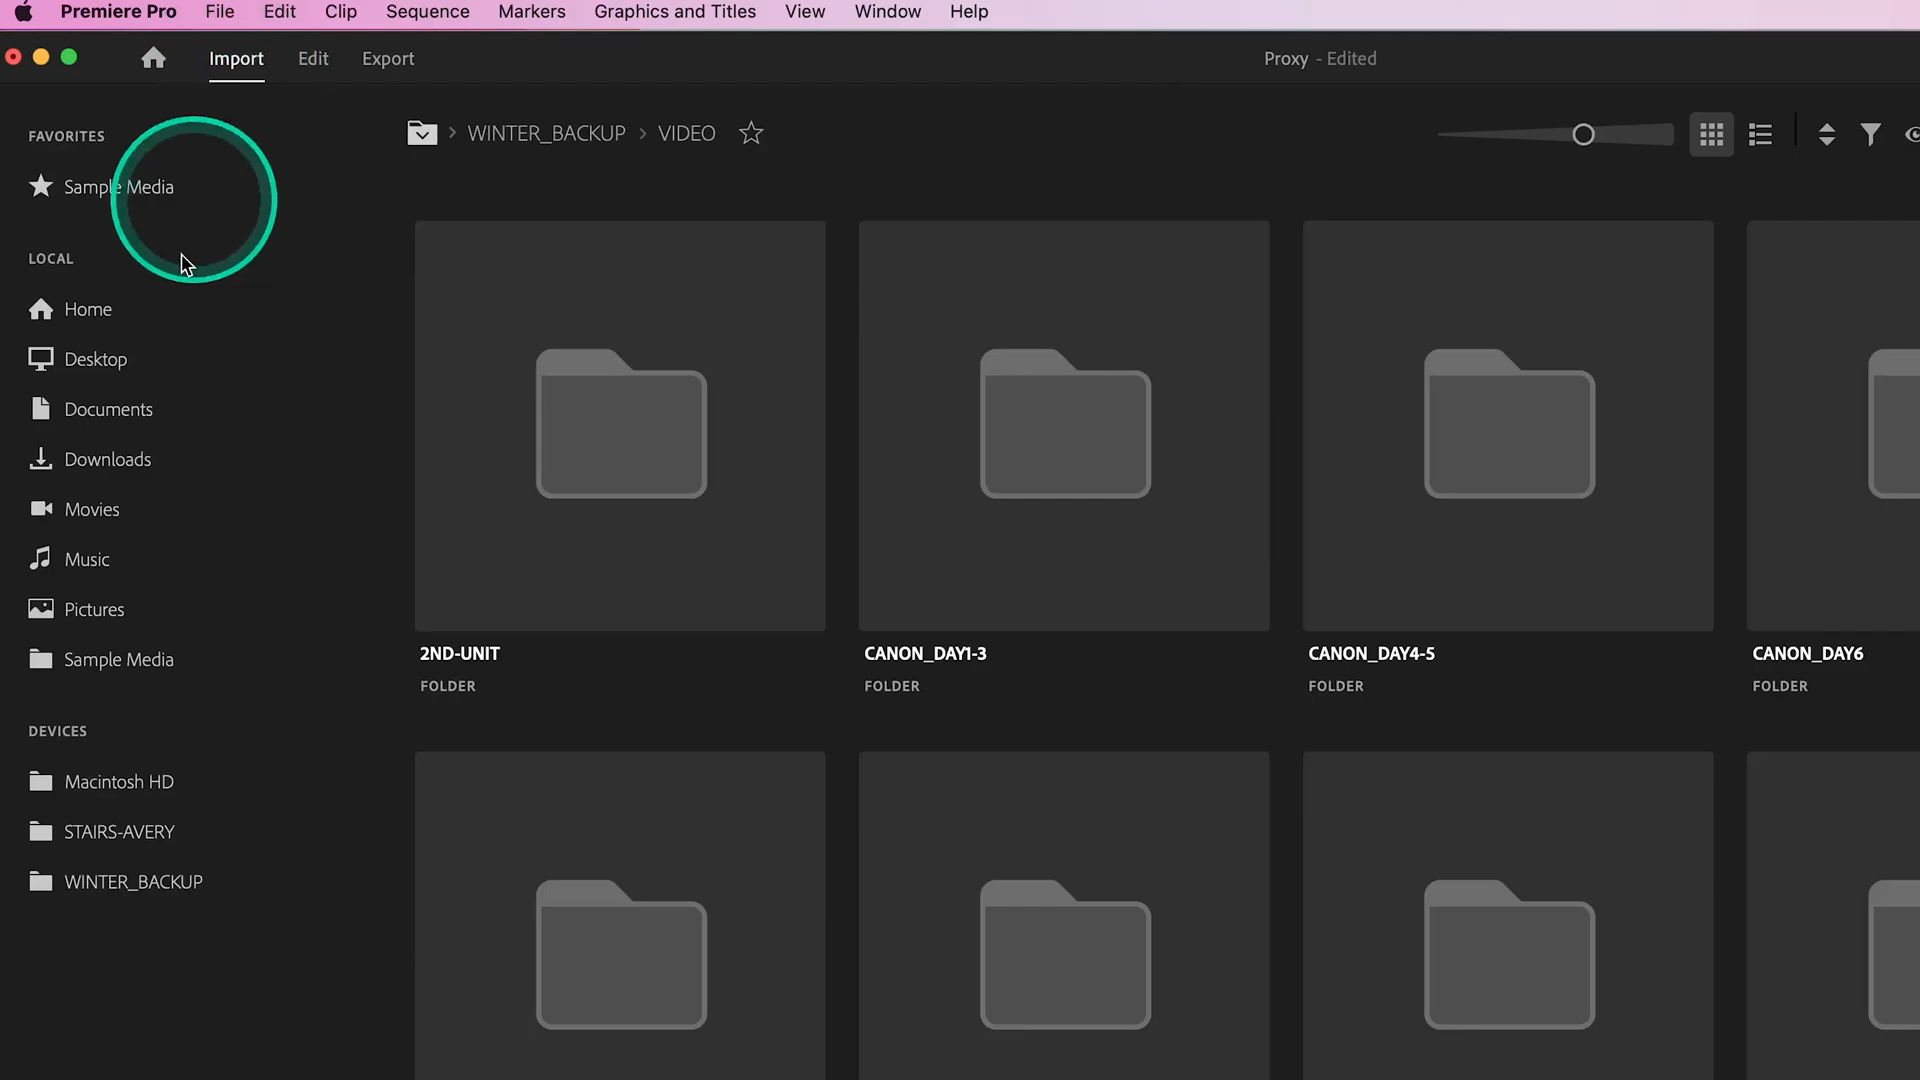 Premiere Pro File Edit Clip Sequence Markers Graphics and Titles View Window Help
Import Edit Export Proxy - Edited
WINTER_BACKUP > VIDEO
FAVORITES
Sample Media
LOCAL
Home
Desktop
Documents
Downloads
Movies
Music
Pictures
Sample Media
DEVICES
Macintosh HD
STAIRS-AVERY
WINTER_BACKUP
2ND-UNIT
FOLDER
CANON_DAY1-3
FOLDER
CANON_DAY4-5
FOLDER
CANON_DAY6
FOLDER